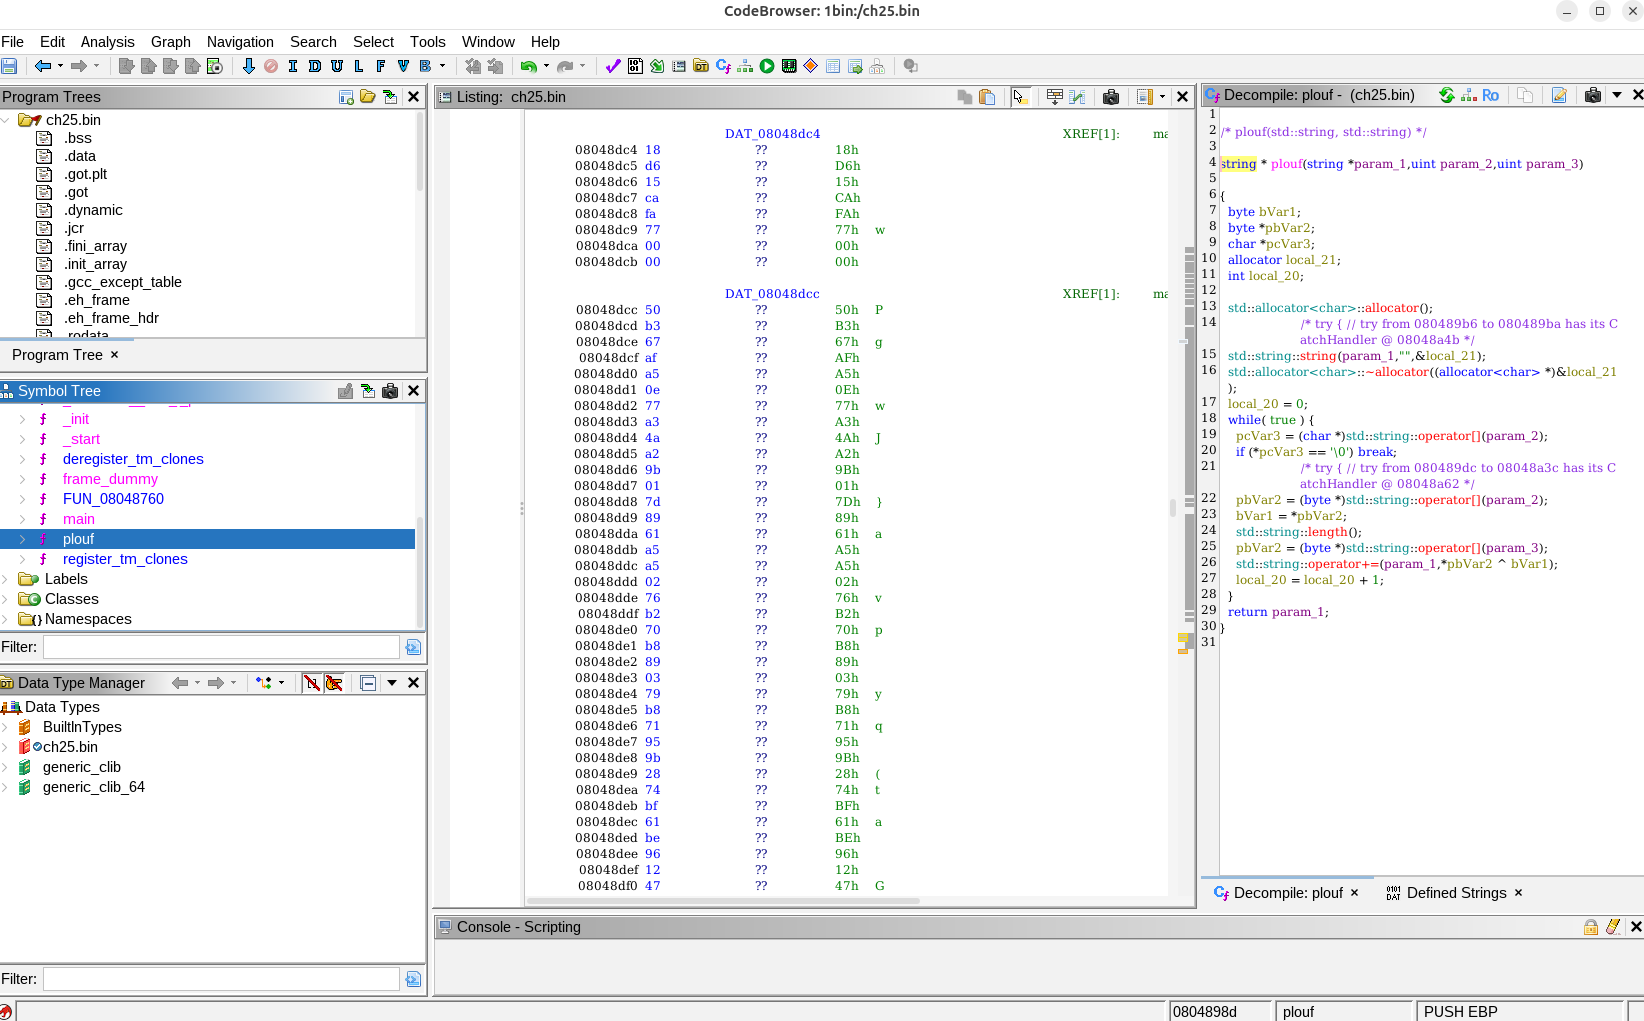 CodeBrowser: 1bin:/ch25.bin
File Edit Analysis Graph Navigation Search Select Tools Window Help
I D U L F V B
Program Trees
ch25.bin
.bss
.data
.got.plt
.got
.dynamic
.jcr
.fini_array
.init_array
.gcc_except_table
.eh_frame
.eh_frame_hdr
.rodata
Program Tree ×
Symbol Tree
_init
_start
deregister_tm_clones
frame_dummy
FUN_08048760
main
plouf
register_tm_clones
Labels
Classes
Namespaces
Filter:
Data Type Manager
Data Types
BuiltInTypes
ch25.bin
generic_clib
generic_clib_64
Filter:
Listing: ch25.bin
DAT_08048dc4 XREF[1]: ma
08048dc4 18 ?? 18h
08048dc5 d6 ?? D6h
08048dc6 15 ?? 15h
08048dc7 ca ?? CAh
08048dc8 fa ?? FAh
08048dc9 77 ?? 77h w
08048dca 00 ?? 00h
08048dcb 00 ?? 00h
DAT_08048dcc XREF[1]: ma
08048dcc 50 ?? 50h P
08048dcd b3 ?? B3h
08048dce 67 ?? 67h g
08048dcf af ?? AFh
08048dd0 a5 ?? A5h
08048dd1 0e ?? 0Eh
08048dd2 77 ?? 77h w
08048dd3 a3 ?? A3h
08048dd4 4a ?? 4Ah J
08048dd5 a2 ?? A2h
08048dd6 9b ?? 9Bh
08048dd7 01 ?? 01h
08048dd8 7d ?? 7Dh }
08048dd9 89 ?? 89h
08048dda 61 ?? 61h a
08048ddb a5 ?? A5h
08048ddc a5 ?? A5h
08048ddd 02 ?? 02h
08048dde 76 ?? 76h v
08048ddf b2 ?? B2h
08048de0 70 ?? 70h p
08048de1 b8 ?? B8h
08048de2 89 ?? 89h
08048de3 03 ?? 03h
08048de4 79 ?? 79h y
08048de5 b8 ?? B8h
08048de6 71 ?? 71h q
08048de7 95 ?? 95h
08048de8 9b ?? 9Bh
08048de9 28 ?? 28h (
08048dea 74 ?? 74h t
08048deb bf ?? BFh
08048dec 61 ?? 61h a
08048ded be ?? BEh
08048dee 96 ?? 96h
08048def 12 ?? 12h
08048df0 47 ?? 47h G
Console - Scripting
Decompile: plouf - (ch25.bin) Ro
1
2 /* plouf(std::string, std::string) */
3
4 string * plouf(string *param_1,uint param_2,uint param_3)
5
6 {
7 byte bVar1;
8 byte *pbVar2;
9 char *pcVar3;
10 allocator local_21;
11 int local_20;
12
13 std::allocator<char>::allocator();
14 /* try { // try from 080489b6 to 080489ba has its C
atchHandler @ 08048a4b */
15 std::string::string(param_1,"",&local_21);
16 std::allocator<char>::~allocator((allocator<char> *)&local_21
);
17 local_20 = 0;
18 while( true ) {
19 pcVar3 = (char *)std::string::operator[](param_2);
20 if (*pcVar3 == '\0') break;
21 /* try { // try from 080489dc to 08048a3c has its C
atchHandler @ 08048a62 */
22 pbVar2 = (byte *)std::string::operator[](param_2);
23 bVar1 = *pbVar2;
24 std::string::length();
25 pbVar2 = (byte *)std::string::operator[](param_3);
26 std::string::operator+=(param_1,*pbVar2 ^ bVar1);
27 local_20 = local_20 + 1;
28 }
29 return param_1;
30 }
31
Decompile: plouf × Defined Strings ×
0804898d plouf PUSH EBP